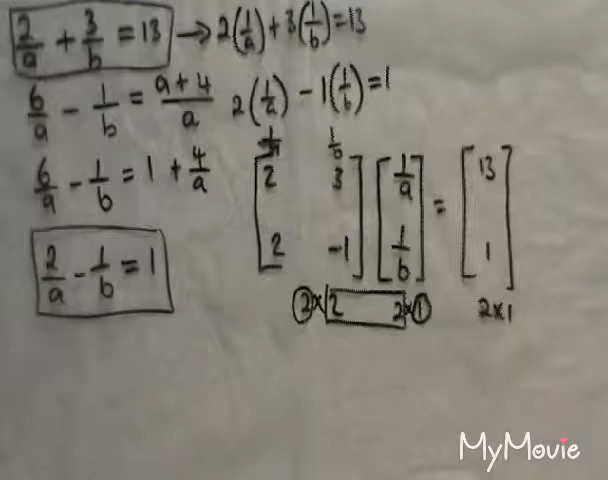 2/a + 3/b = 13 → 2(1/a) + 3(1/b) = 13
6/a - 1/b = a+4/a 2(1/a) - 1(1/b) = 1
6/a - 1/b = 1 + 4/a
2/a - 1/b = 1
1/a 1/b
[2 3] [1/a] = [13]
[2 -1] [1/b] [1]
2×2 2×1 2×1
MyMovie